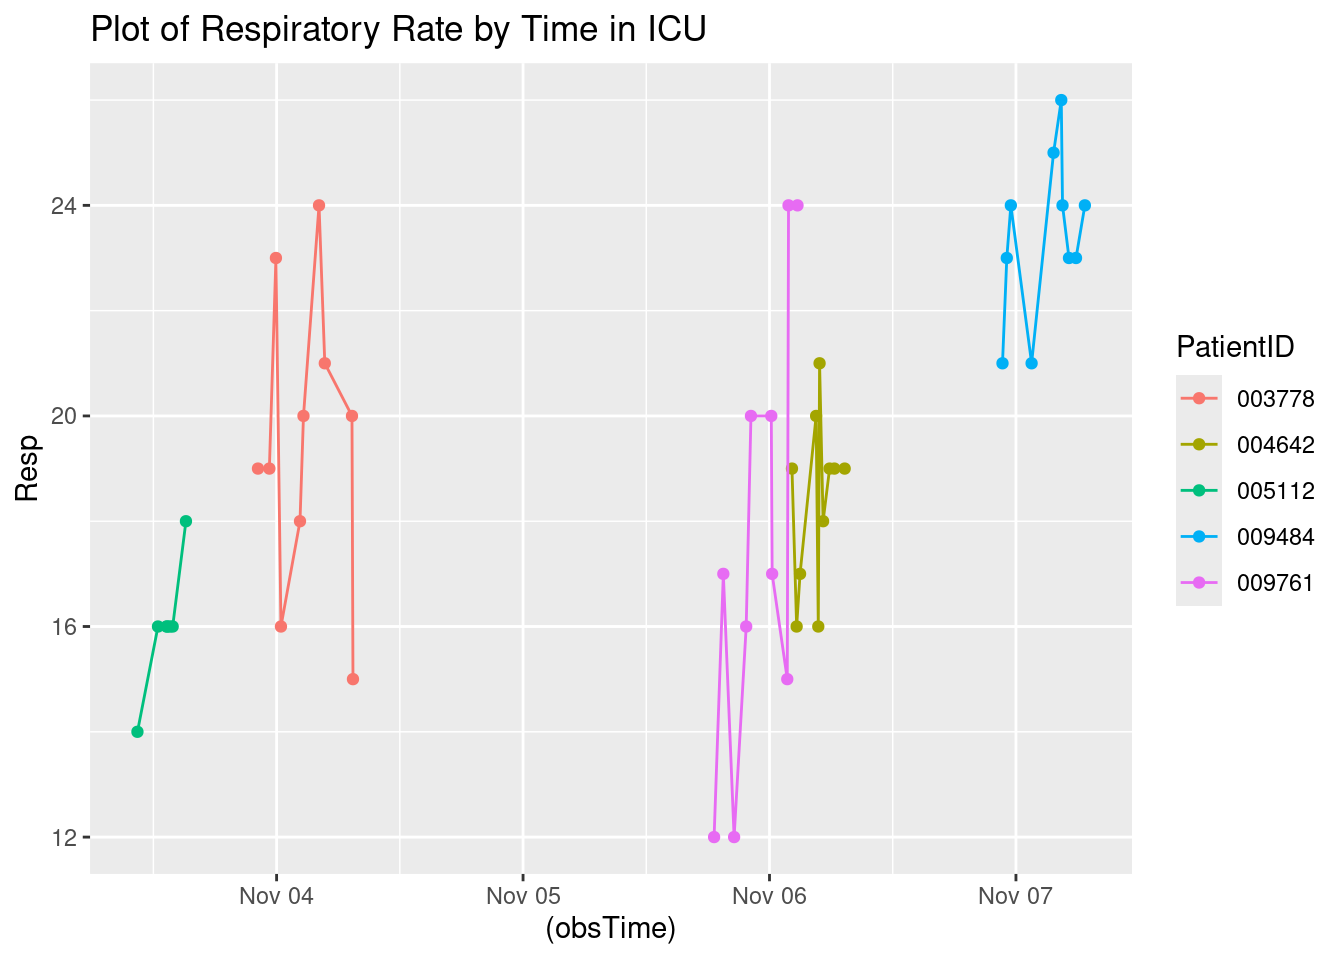 Plot of Respiratory Rate by Time in ICU
Resp
24
20
16
12
Nov 04
Nov 05
Nov 06
Nov 07
(obsTime)
PatientID
003778
004642
005112
009484
009761